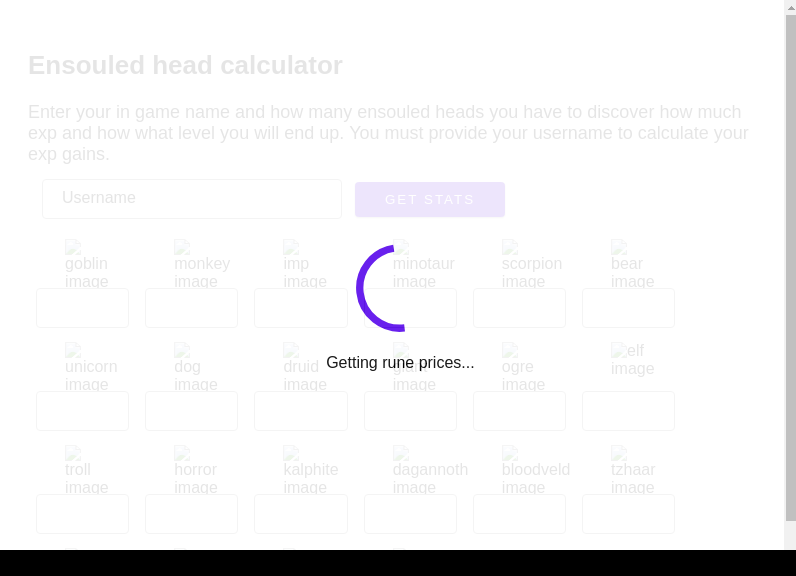 Ensouled head calculator
Enter your in game name and how many ensouled heads you have to discover how much
exp and how what level you will end up. You must provide your username to calculate your
exp gains.
Username
GET STATS
goblin image
monkey image
imp image
minotaur image
scorpion image
bear image
unicorn image
dog image
druid image
giant image
ogre image
elf image
Getting rune prices...
troll image
horror image
kalphite image
dagannoth image
bloodveld image
tzhaar image